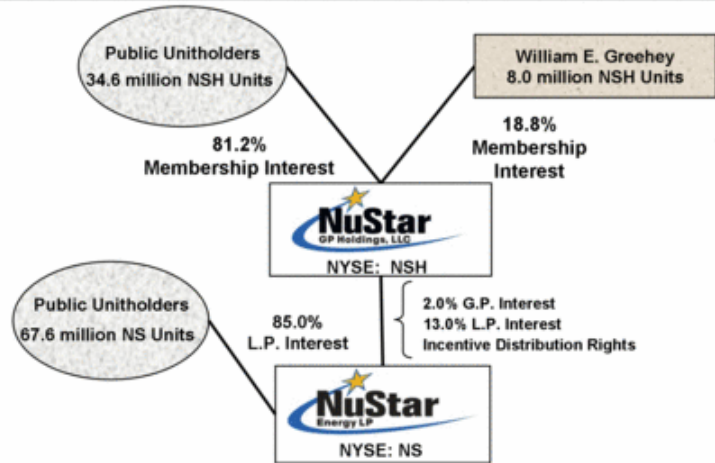 Public Unitholders
34.6 million NSH Units
William E. Greehey
8.0 million NSH Units
81.2%
Membership Interest
18.8%
Membership
Interest
NuStar
GP Holdings, LLC
NYSE: NSH
Public Unitholders
67.6 million NS Units
85.0%
L.P. Interest
2.0% G.P. Interest
13.0% L.P. Interest
Incentive Distribution Rights
NuStar
Energy LP
NYSE: NS